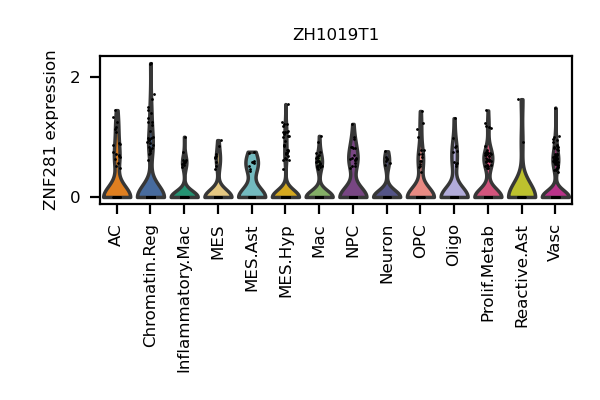 ZH1019T1
ZNF281 expression
2
0
AC
Chromatin.Reg
Inflammatory.Mac
MES
MES.Ast
MES.Hyp
Mac
NPC
Neuron
OPC
Oligo
Prolif.Metab
Reactive.Ast
Vasc